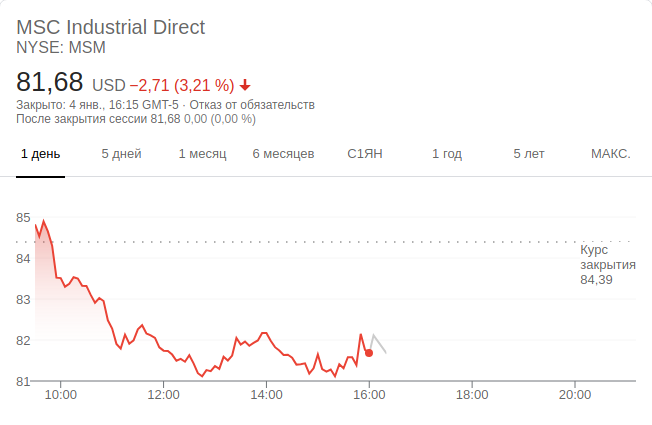 MSC Industrial Direct
NYSE: MSM
81,68 USD −2,71 (3,21 %)
Закрыто: 4 янв., 16:15 GMT-5 · Отказ от обязательств
После закрытия сессии 81,68 0,00 (0,00 %)
1 день 5 дней 1 месяц 6 месяцев С1ЯН 1 год 5 лет МАКС.
85
Курс
закрытия
84,39
84
83
82
81
10:00 12:00 14:00 16:00 18:00 20:00